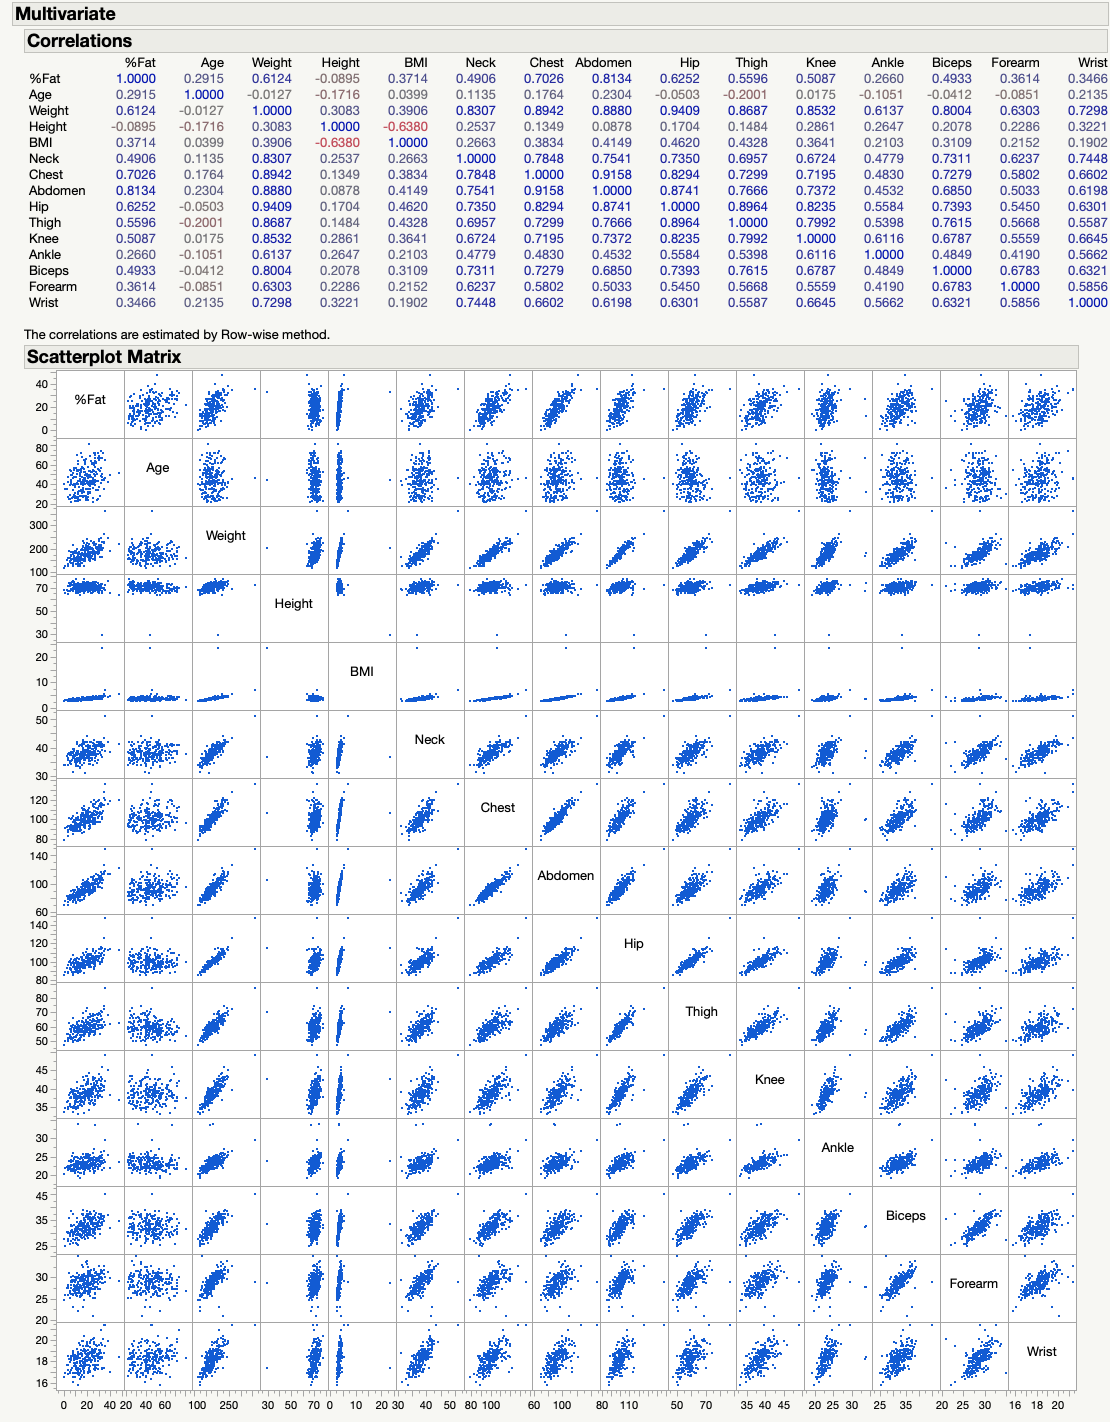 Multivariate
Correlations
%Fat Age Weight Height BMI Neck Chest Abdomen Hip Thigh Knee Ankle Biceps Forearm Wrist
%Fat 1.0000 0.2915 0.6124 -0.0895 0.3714 0.4906 0.7026 0.8134 0.6252 0.5596 0.5087 0.2660 0.4933 0.3614 0.3466
Age 0.2915 1.0000 -0.0127 -0.1716 0.0399 0.1135 0.1764 0.2304 -0.0503 -0.2001 0.0175 -0.1051 -0.0412 -0.0851 0.2135
Weight 0.6124 -0.0127 1.0000 0.3083 0.3906 0.8307 0.8942 0.8880 0.9409 0.8687 0.8532 0.6137 0.8004 0.6303 0.7298
Height -0.0895 -0.1716 0.3083 1.0000 -0.6380 0.2537 0.1349 0.0878 0.1704 0.1484 0.2861 0.2647 0.2078 0.2286 0.3221
BMI 0.3714 0.0399 0.3906 -0.6380 1.0000 0.2663 0.3834 0.4149 0.4620 0.4328 0.3641 0.2103 0.3109 0.2152 0.1902
Neck 0.4906 0.1135 0.8307 0.2537 0.2663 1.0000 0.7848 0.7541 0.7350 0.6957 0.6724 0.4779 0.7311 0.6237 0.7448
Chest 0.7026 0.1764 0.8942 0.1349 0.3834 0.7848 1.0000 0.9158 0.8294 0.7299 0.7195 0.4830 0.7279 0.5802 0.6602
Abdomen 0.8134 0.2304 0.8880 0.0878 0.4149 0.7541 0.9158 1.0000 0.8741 0.7666 0.7372 0.4532 0.6850 0.5033 0.6198
Hip 0.6252 -0.0503 0.9409 0.1704 0.4620 0.7350 0.8294 0.8741 1.0000 0.8964 0.8235 0.5584 0.7393 0.5450 0.6301
Thigh 0.5596 -0.2001 0.8687 0.1484 0.4328 0.6957 0.7299 0.7666 0.8964 1.0000 0.7992 0.5398 0.7615 0.5668 0.5587
Knee 0.5087 0.0175 0.8532 0.2861 0.3641 0.6724 0.7195 0.7372 0.8235 0.7992 1.0000 0.6116 0.6787 0.5559 0.6645
Ankle 0.2660 -0.1051 0.6137 0.2647 0.2103 0.4779 0.4830 0.4532 0.5584 0.5398 0.6116 1.0000 0.4849 0.4190 0.5662
Biceps 0.4933 -0.0412 0.8004 0.2078 0.3109 0.7311 0.7279 0.6850 0.7393 0.7615 0.6787 0.4849 1.0000 0.6783 0.6321
Forearm 0.3614 -0.0851 0.6303 0.2286 0.2152 0.6237 0.5802 0.5033 0.5450 0.5668 0.5559 0.4190 0.6783 1.0000 0.5856
Wrist 0.3466 0.2135 0.7298 0.3221 0.1902 0.7448 0.6602 0.6198 0.6301 0.5587 0.6645 0.5662 0.6321 0.5856 1.0000
The correlations are estimated by Row-wise method.
Scatterplot Matrix
40
20
0
%Fat
80
60
40
20
Age
300
200
100
Weight
70
50
30
Height
20
10
0
BMI
50
40
30
Neck
120
100
80
Chest
140
100
60
Abdomen
140
120
100
80
Hip
80
70
60
50
Thigh
45
40
35
Knee
30
25
20
Ankle
45
35
25
Biceps
30
25
20
Forearm
20
18
16
Wrist
0 20 40 20 40 60 100 250 30 50 70 0 10 20 30 40 50 80 100 60 100 80 110 50 70 35 40 45 20 25 30 25 35 20 25 30 16 18 20